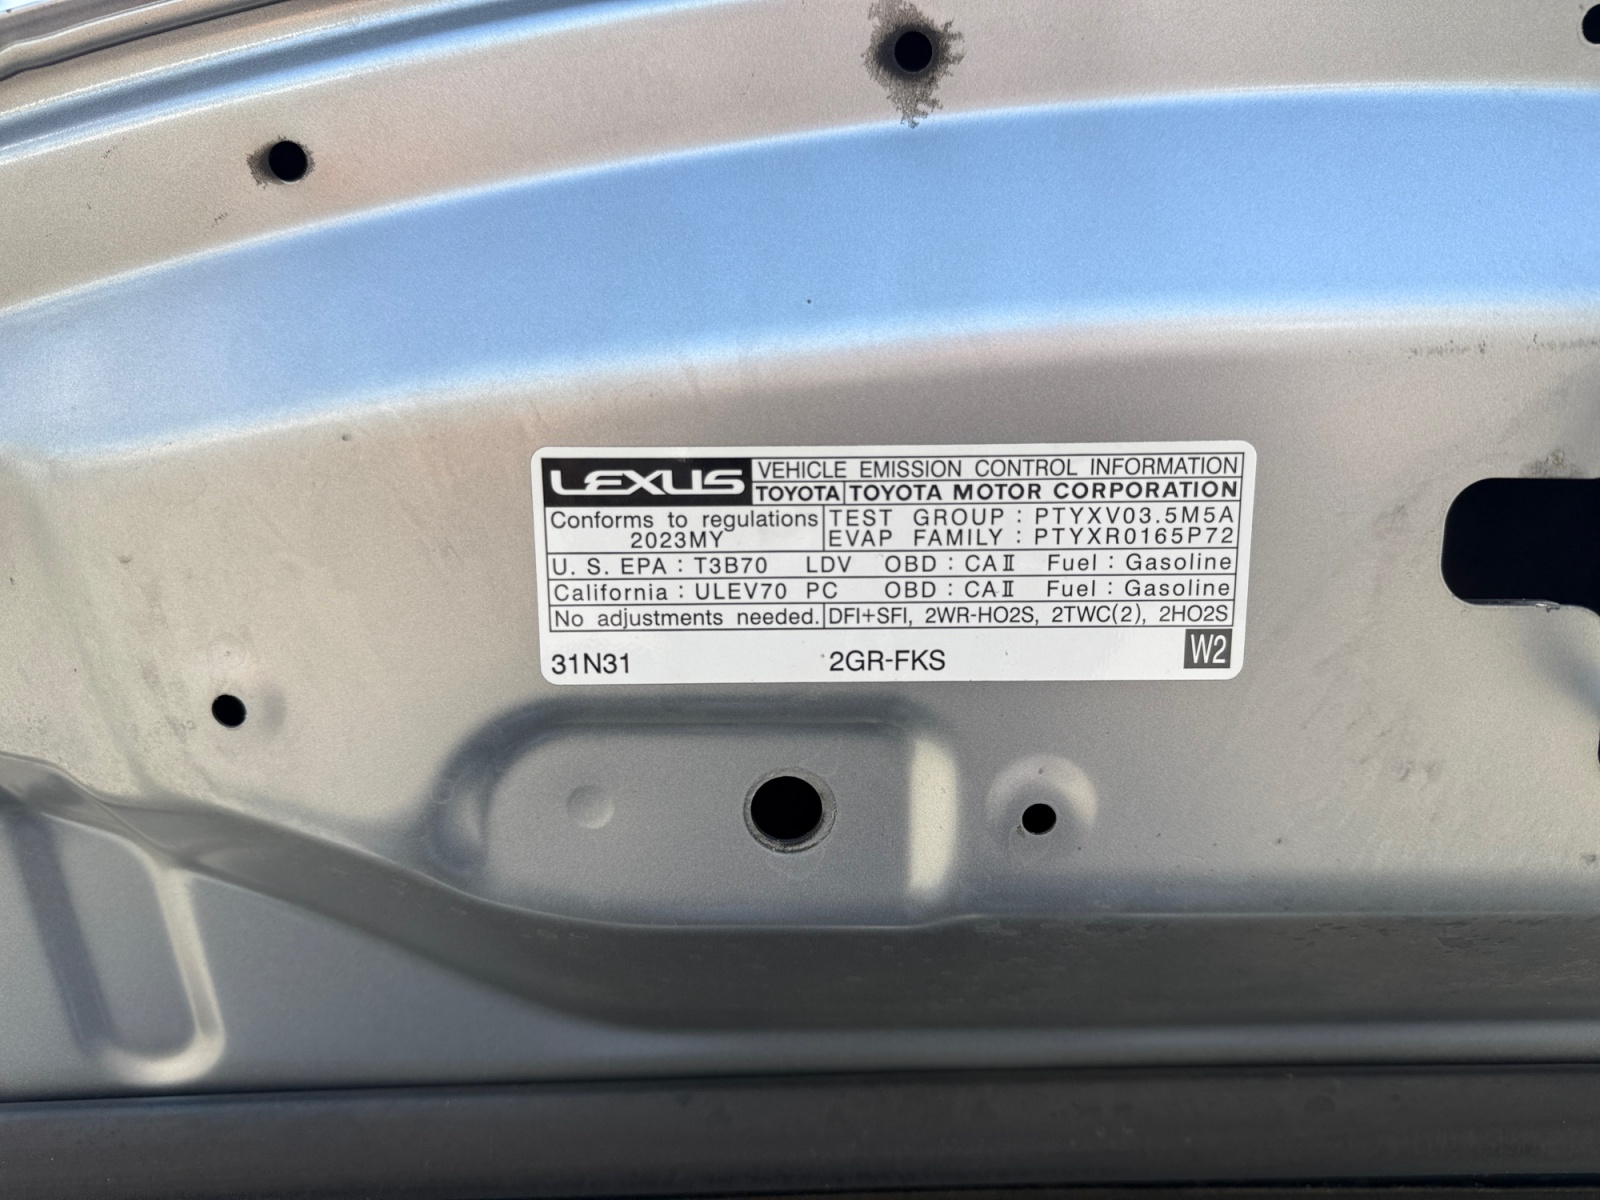 LEXUS VEHICLE EMISSION CONTROL INFORMATION
TOYOTA TOYOTA MOTOR CORPORATION
Conforms to regulations TEST GROUP : PTYXV03.5M5A
2023MY EVAP FAMILY : PTYXR0165P72
U. S. EPA : T3B70 LDV OBD : CAⅡ Fuel : Gasoline
California : ULEV70 PC OBD : CAⅡ Fuel : Gasoline
No adjustments needed. DFI+SFI, 2WR-HO2S, 2TWC(2), 2HO2S
31N31 2GR-FKS W2